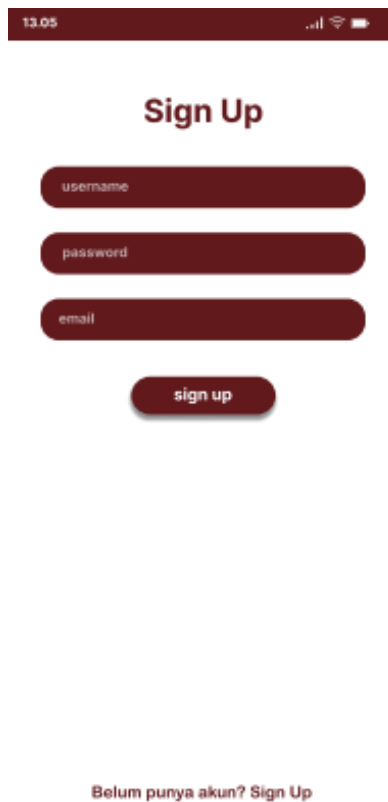 13.05
Sign Up
username
password
email
sign up
Belum punya akun? Sign Up